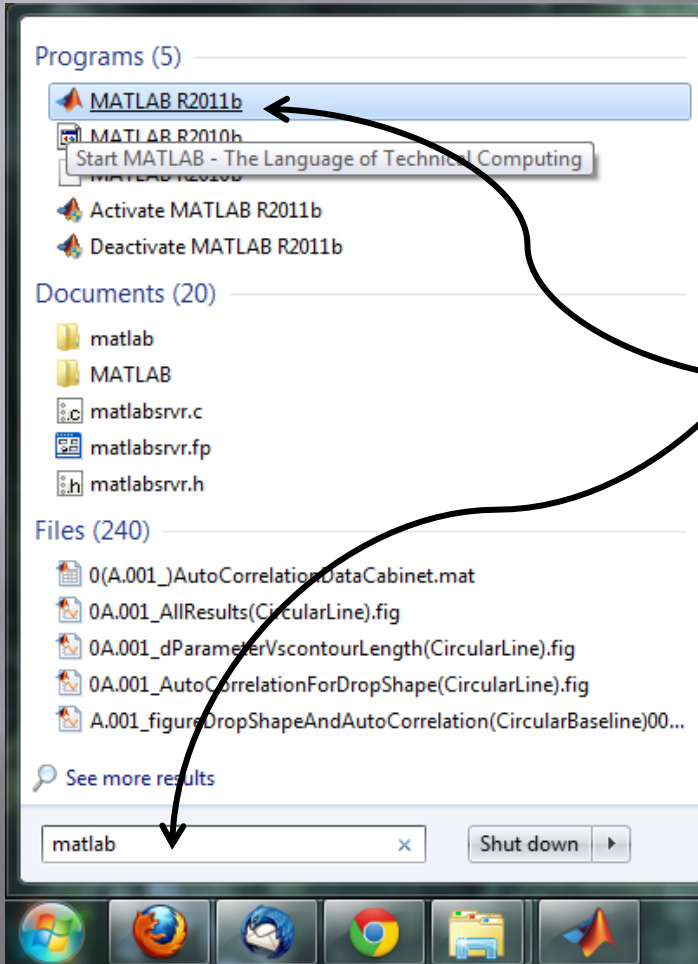 Programs (5)
MATLAB R2011b
MATLAB R2010b
Start MATLAB - The Language of Technical Computing
MATLAB R2010b
Activate MATLAB R2011b
Deactivate MATLAB R2011b
Documents (20)
matlab
MATLAB
matlabsrvr.c
matlabsrvr.fp
matlabsrvr.h
Files (240)
0(A.001_)AutoCorrelationDataCabinet.mat
0A.001_AllResults(CircularLine).fig
0A.001_dParameterVscontourLength(CircularLine).fig
0A.001_AutoCorrelationForDropShape(CircularLine).fig
A.001_figureDropShapeAndAutoCorrelation(CircularBaseline)00...
See more results
matlab
Shut down